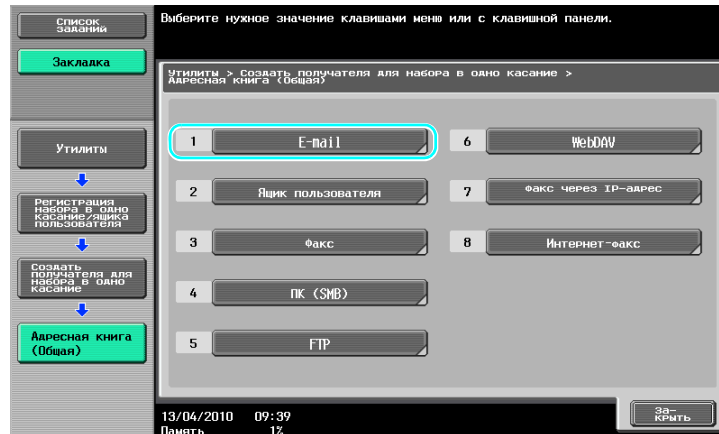 Список
заданий
Выберите нужное значение клавишами меню или с клавишной панели.
Закладка
Утилиты > Создать получателя для набора в одно касание >
Адресная книга (Общая)
1 E-mail
2 Ящик пользователя
3 Факс
4 ПК (SMB)
5 FTP
6 WebDAV
7 Факс через IP-адрес
8 Интернет-факс
Утилиты
Регистрация
набора в одно
касание/ящика
пользователя
Создать
получателя для
набора в одно
касание
Адресная книга
(Общая)
За-
крыть
13/04/2010 09:39
Память 1%